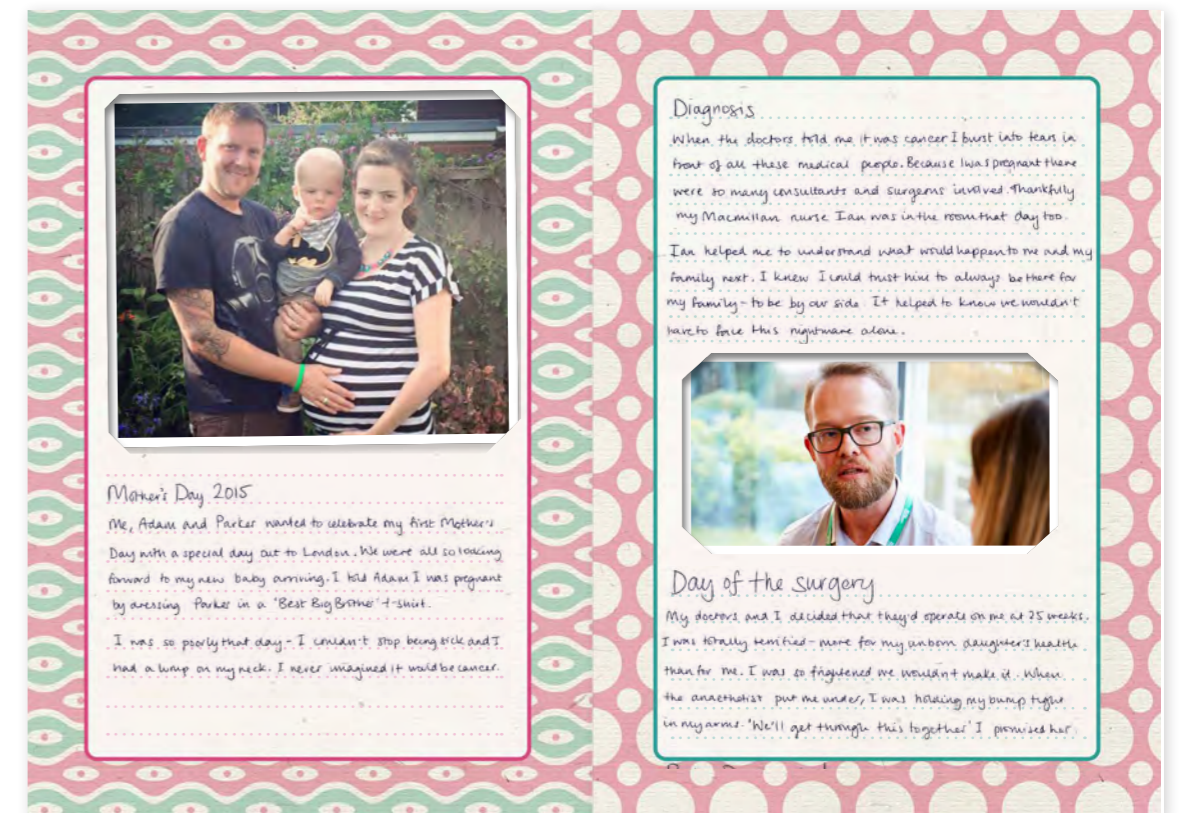 Mother's Day 2015
Me, Adam and Parker wanted to celebrate my first Mother's
Day with a special day out to London. We were all so looking
forward to my new baby arriving. I told Adam I was pregnant
by dressing Parker in a 'Best Big Brother' t-shirt.
I was so poorly that day - I couldn't stop being sick and I
had a lump on my neck. I never imagined it would be cancer.
Diagnosis
When the doctors told me it was cancer I burst into tears in
front of all these medical people. Because I was pregnant there
were so many consultants and surgeons involved. Thankfully
my Macmillan nurse Ian was in the room that day too.
Ian helped me to understand what would happen to me and my
family next. I knew I could trust him to always be there for
my family - to be by our side. It helped to know we wouldn't
have to face this nightmare alone.
Day of the surgery
My doctors and I decided that they'd operate on me at 25 weeks.
I was totally terrified - more for my unborn daughter's health
than for me. I was so frightened we wouldn't make it. When
the anaethetist put me under, I was holding my bump tight
in my arms. 'We'll get through this together' I promised her.